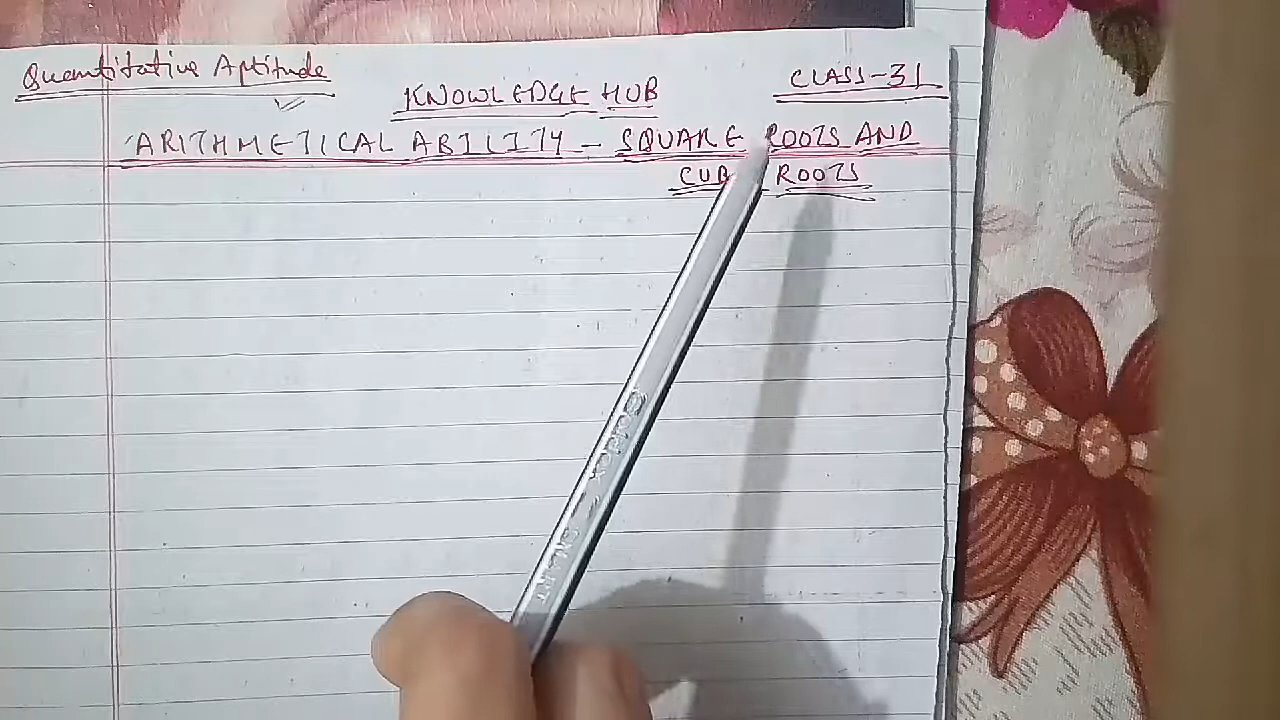 Quantitative Aptitude
KNOWLEDGE HUB
CLASS-31
ARITHMETICAL ABILITY - SQUARE ROOTS AND
ROOTS